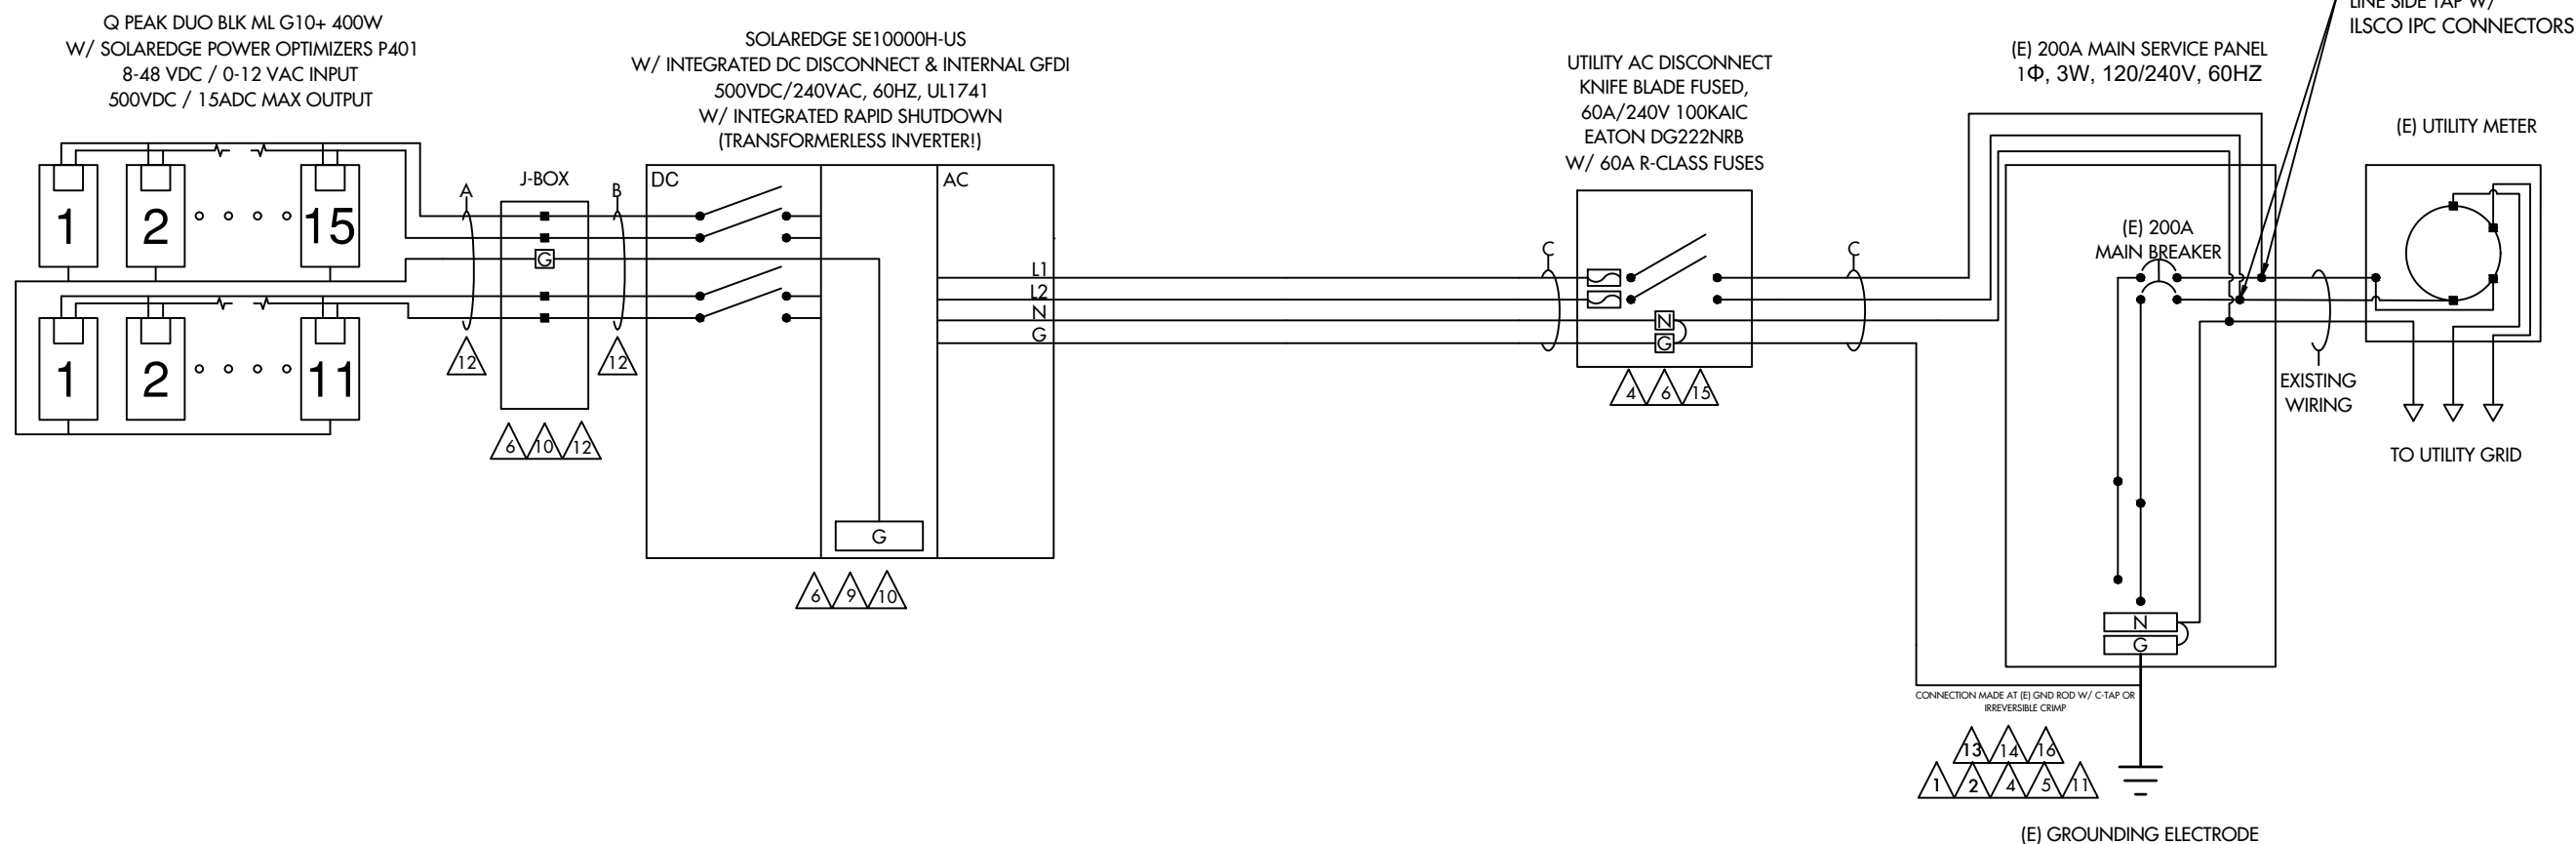 Q PEAK DUO BLK ML G10+ 400W
W/ SOLAREDGE POWER OPTIMIZERS P401
8-48 VDC / 0-12 VAC INPUT
500VDC / 15ADC MAX OUTPUT
SOLAREDGE SE10000H-US
W/ INTEGRATED DC DISCONNECT & INTERNAL GFDI
500VDC/240VAC, 60HZ, UL1741
W/ INTEGRATED RAPID SHUTDOWN
(TRANSFORMERLESS INVERTER!)
UTILITY AC DISCONNECT
KNIFE BLADE FUSED,
60A/240V 100KAIC
EATON DG222NRB
W/ 60A R-CLASS FUSES
(E) 200A MAIN SERVICE PANEL
1Φ, 3W, 120/240V, 60HZ
LINE SIDE TAP W/
ILSCO IPC CONNECTORS
(E) UTILITY METER
1 2 15
A
J-BOX
B
G
12
12
1 2 11
6 10 12
DC
AC
L1
L2
N
G
G
6 9 10
C
N
G
C
4 6 15
(E) 200A
MAIN BREAKER
EXISTING
WIRING
TO UTILITY GRID
N
G
CONNECTION MADE AT (E) GND ROD W/ C-TAP OR
IRREVERSIBLE CRIMP
13 14 16
1 2 4 5 11
(E) GROUNDING ELECTRODE